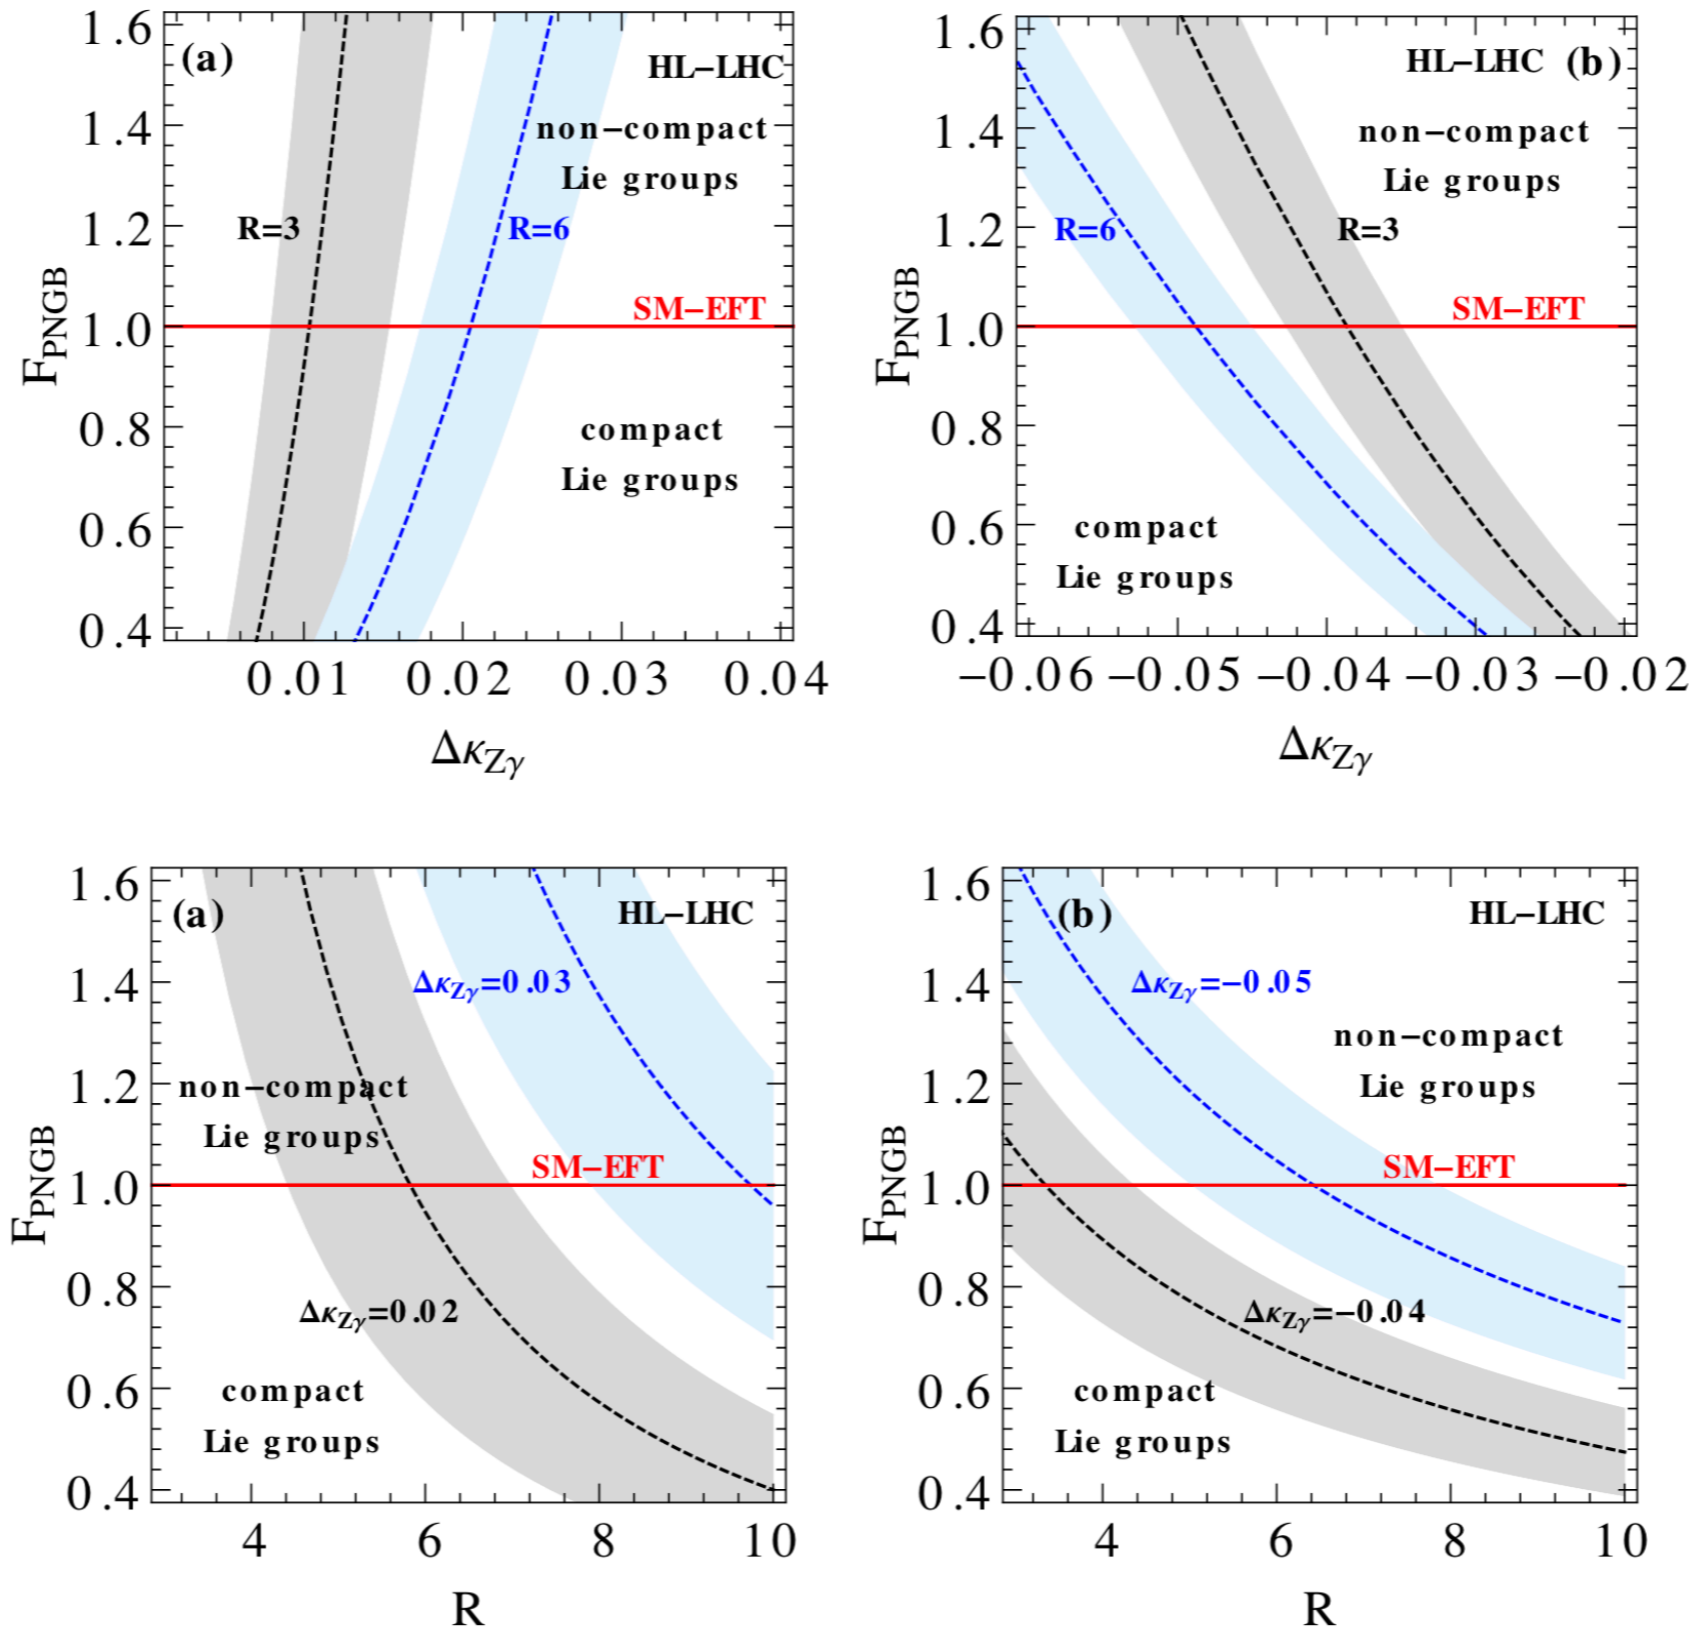 (a)
HL−LHC
non−compact
Lie groups
R=3
R=6
SM−EFT
compact
Lie groups
1.6
1.4
1.2
1.0
0.8
0.6
0.4
F_PNGB
0.01 0.02 0.03 0.04
Δκ_Zγ
HL−LHC (b)
non−compact
Lie groups
R=6
R=3
SM−EFT
compact
Lie groups
1.6
1.4
1.2
1.0
0.8
0.6
0.4
F_PNGB
−0.06 −0.05 −0.04 −0.03 −0.02
Δκ_Zγ
(a)
HL−LHC
Δκ_Zγ=0.03
non−compact
Lie groups
SM−EFT
Δκ_Zγ=0.02
compact
Lie groups
1.6
1.4
1.2
1.0
0.8
0.6
0.4
F_PNGB
4 6 8 10
R
(b)
HL−LHC
Δκ_Zγ=−0.05
non−compact
Lie groups
SM−EFT
Δκ_Zγ=−0.04
compact
Lie groups
1.6
1.4
1.2
1.0
0.8
0.6
0.4
F_PNGB
4 6 8 10
R